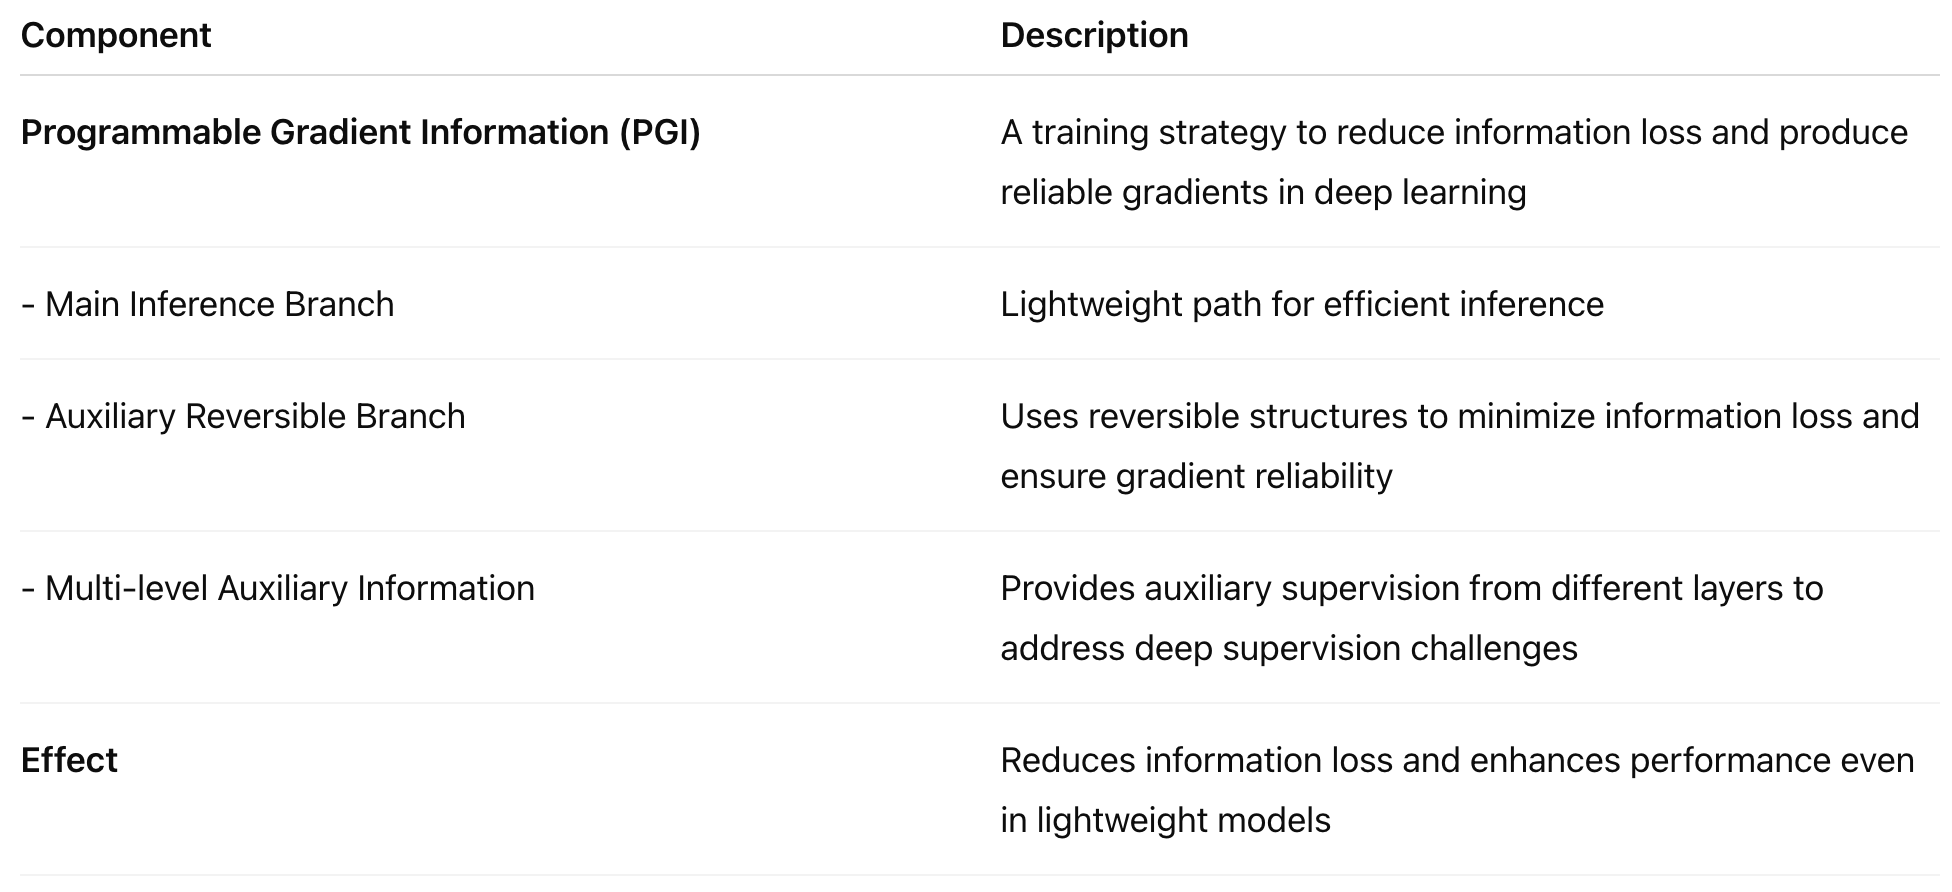 Component Description
Programmable Gradient Information (PGI) A training strategy to reduce information loss and produce
reliable gradients in deep learning
- Main Inference Branch Lightweight path for efficient inference
- Auxiliary Reversible Branch Uses reversible structures to minimize information loss and
ensure gradient reliability
- Multi-level Auxiliary Information Provides auxiliary supervision from different layers to
address deep supervision challenges
Effect Reduces information loss and enhances performance even
in lightweight models